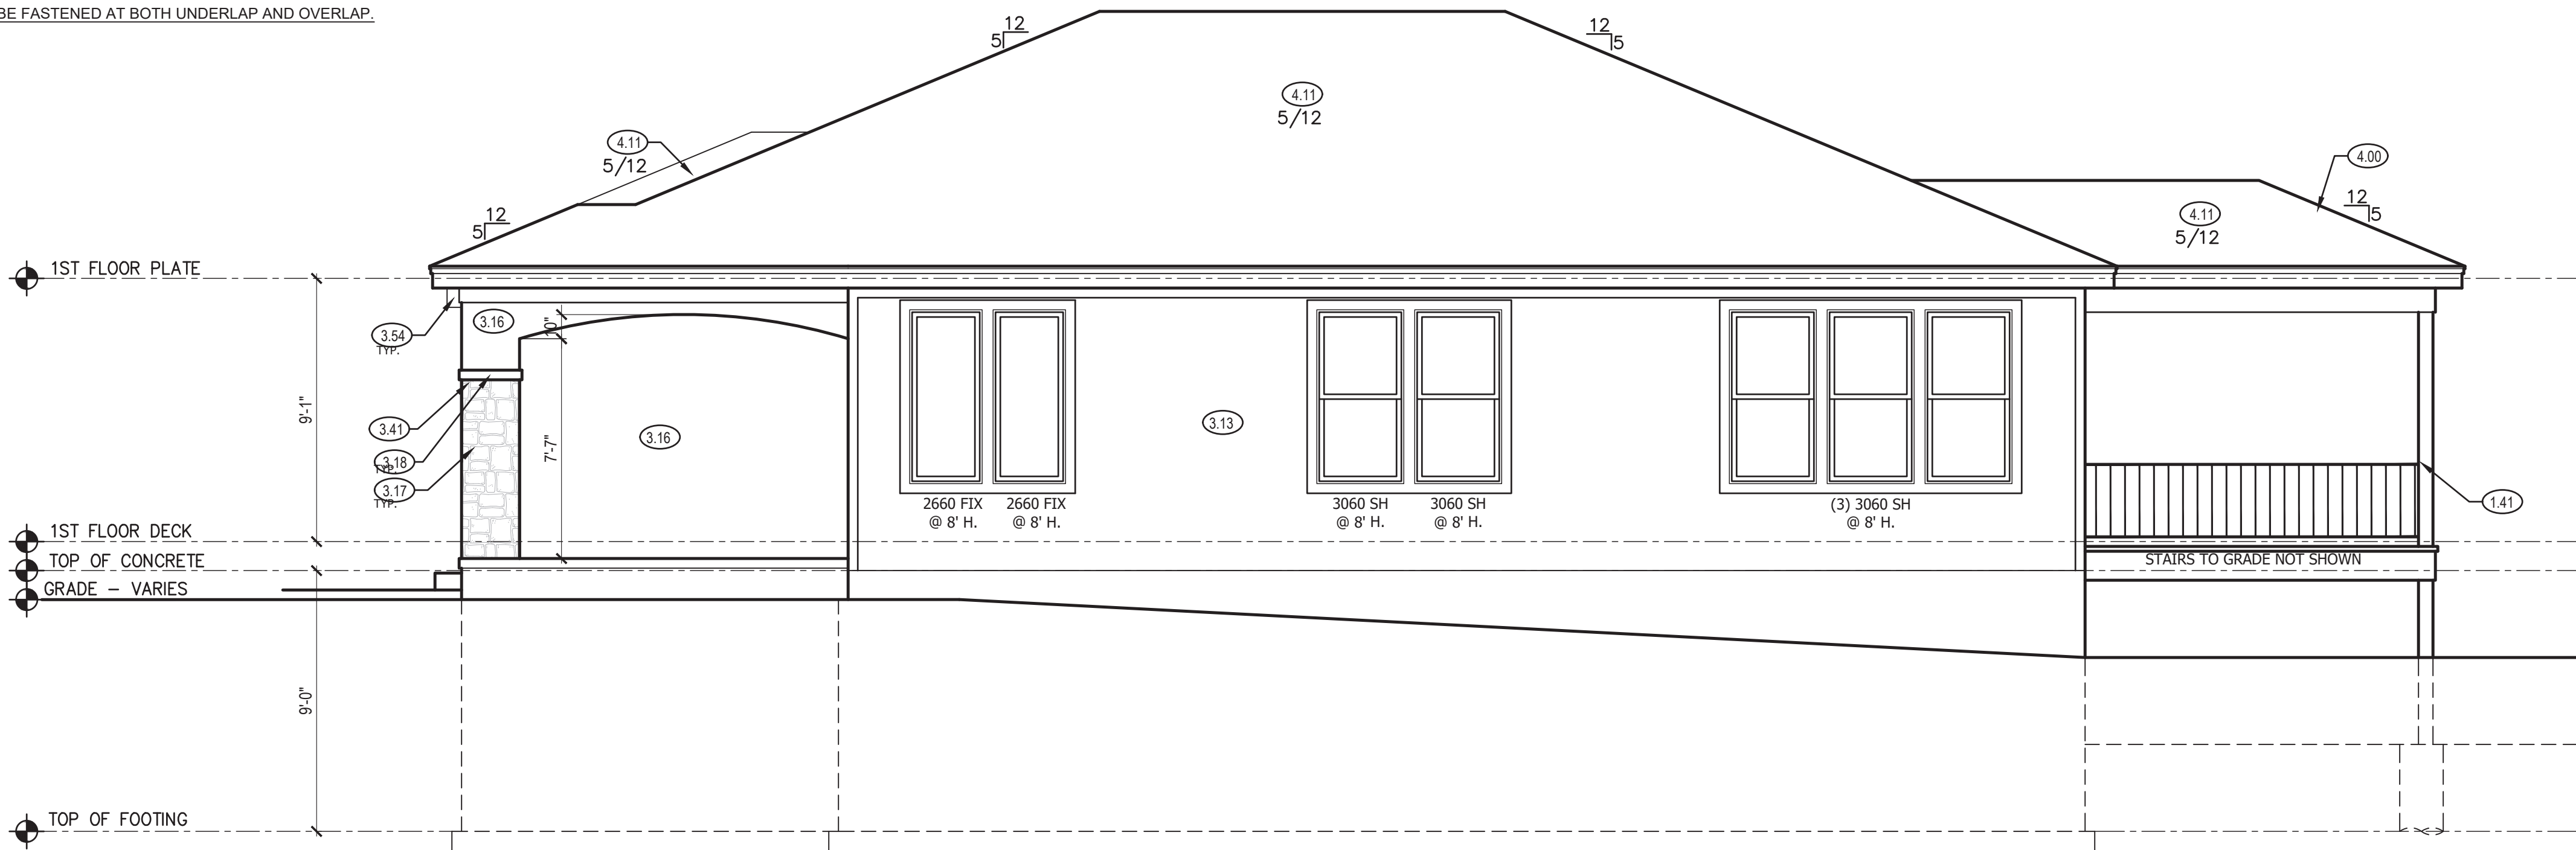 BE FASTENED AT BOTH UNDERLAP AND OVERLAP.
12
5
12
5
4.11
5/12
4.11
5/12
4.00
12
5
12
5
4.11
5/12
1ST FLOOR PLATE
3.16
10"
3.54
TYP.
9'-1"
3.41
3.16
3.13
7'-7"
3.18
TYP.
3.17
TYP.
2660 FIX
@ 8' H.
2660 FIX
@ 8' H.
3060 SH
@ 8' H.
3060 SH
@ 8' H.
(3) 3060 SH
@ 8' H.
1.41
1ST FLOOR DECK
TOP OF CONCRETE
STAIRS TO GRADE NOT SHOWN
GRADE – VARIES
9'-0"
TOP OF FOOTING